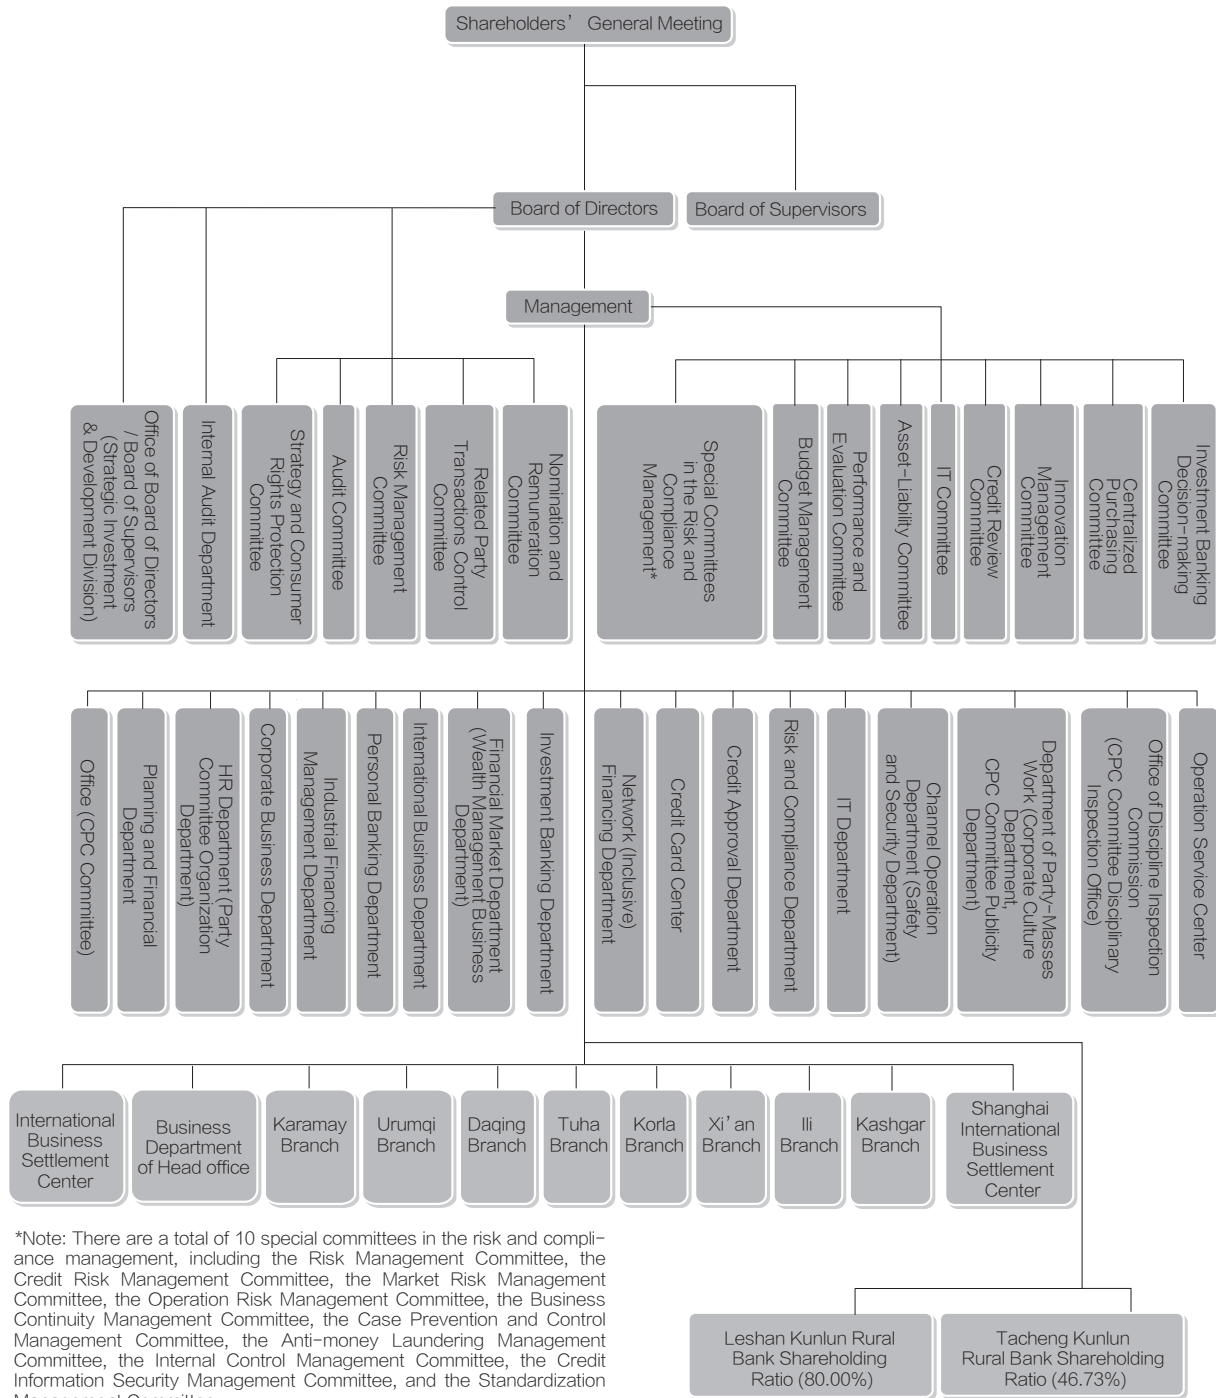 Shareholders’ General Meeting
Board of Directors
Board of Supervisors
Management
Office of Board of Directors
/ Board of Supervisors
(Strategic Investment
& Development Division)
Internal Audit Department
Strategy and Consumer
Rights Protection
Committee
Audit Committee
Risk Management
Committee
Related Party
Transactions Control
Committee
Nomination and
Remuneration
Committee
Special Committees
in the Risk and
Compliance
Management*
Budget Management
Committee
Performance and
Evaluation Committee
Asset-Liability Committee
IT Committee
Credit Review
Committee
Innovation
Management
Committee
Centralized
Purchasing
Committee
Investment Banking
Decision-making
Committee
Office (CPC Committee)
Planning and Financial
Department
HR Department (Party
Committee Organization
Department)
Corporate Business Department
Industrial Financing
Management Department
Personal Banking Department
International Business Department
Financial Market Department
(Wealth Management Business
Department)
Investment Banking Department
Network (Inclusive)
Financing Department
Credit Card Center
Credit Approval Department
Risk and Compliance Department
IT Department
Channel Operation
Department (Safety
and Security Department)
Department of Party-Masses
Work (Corporate Culture
Department,
CPC Committee Publicity
Department)
Office of Discipline Inspection
Commission
(CPC Committee Disciplinary
Inspection Office)
Operation Service Center
International
Business
Settlement
Center
Business
Department
of Head office
Karamay
Branch
Urumqi
Branch
Daqing
Branch
Tuha
Branch
Korla
Branch
Xi’an
Branch
Ili
Branch
Kashgar
Branch
Shanghai
International
Business
Settlement
Center
*Note: There are a total of 10 special committees in the risk and compli-
ance management, including the Risk Management Committee, the
Credit Risk Management Committee, the Market Risk Management
Committee, the Operation Risk Management Committee, the Business
Continuity Management Committee, the Case Prevention and Control
Management Committee, the Anti-money Laundering Management
Committee, the Internal Control Management Committee, the Credit
Information Security Management Committee, and the Standardization
Management Committee.
Leshan Kunlun Rural
Bank Shareholding
Ratio (80.00%)
Tacheng Kunlun
Rural Bank Shareholding
Ratio (46.73%)